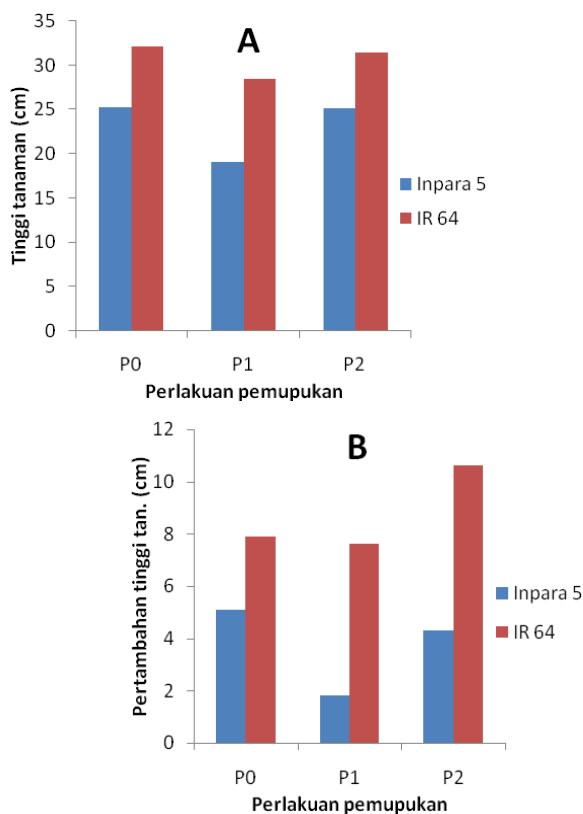 A
Tinggi tanaman (cm)
35
30
25
20
15
10
5
0
P0 P1 P2
Perlakuan pemupukan
Inpara 5
IR 64
B
Pertambahan tinggi tan. (cm)
12
10
8
6
4
2
0
P0 P1 P2
Perlakuan pemupukan
Inpara 5
IR 64